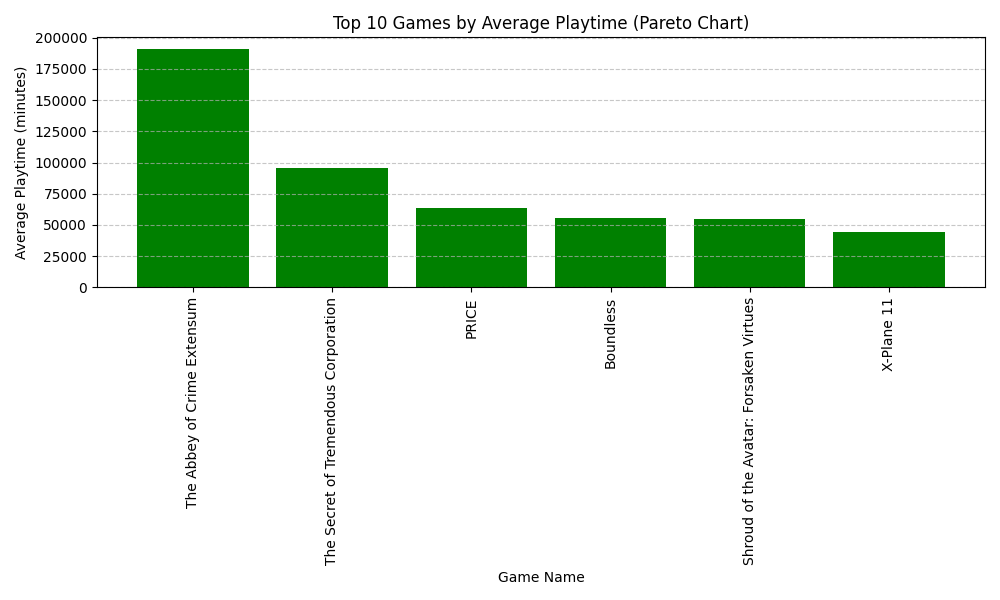 Top 10 Games by Average Playtime (Pareto Chart)
Average Playtime (minutes)
200000
175000
150000
125000
100000
75000
50000
25000
0
The Abbey of Crime Extensum
The Secret of Tremendous Corporation
PRICE
Boundless
Shroud of the Avatar: Forsaken Virtues
X-Plane 11
Game Name